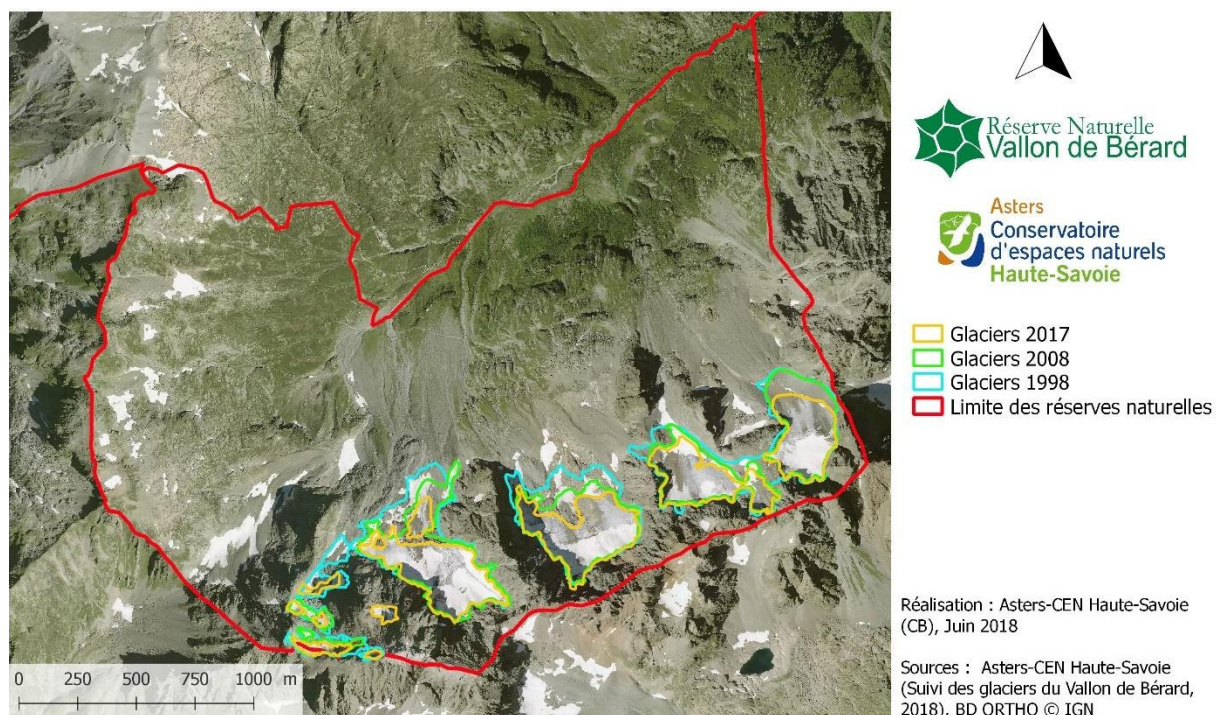 Réserve Naturelle
Vallon de Bérard
Asters
Conservatoire
d'espaces naturels
Haute-Savoie
Glaciers 2017
Glaciers 2008
Glaciers 1998
Limite des réserves naturelles
Réalisation : Asters-CEN Haute-Savoie
(CB), Juin 2018
Sources : Asters-CEN Haute-Savoie
(Suivi des glaciers du Vallon de Bérard,
2018), BD ORTHO © IGN
0 250 500 750 1000 m